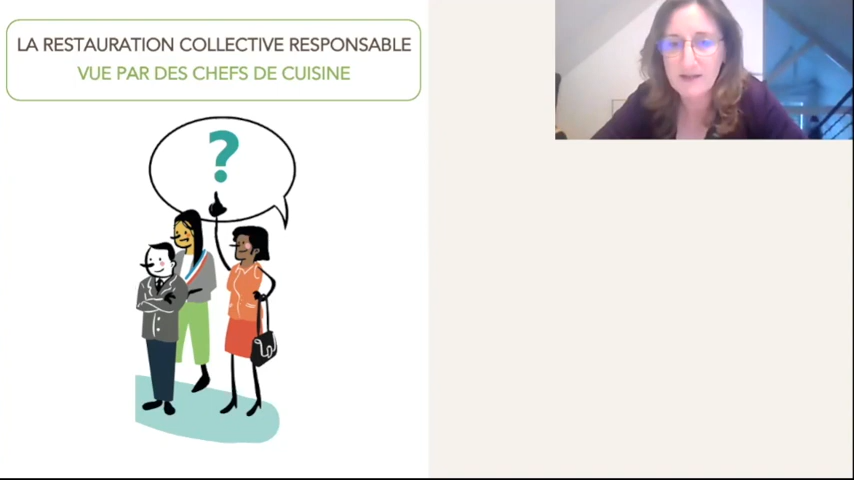 LA RESTAURATION COLLECTIVE RESPONSABLE
VUE PAR DES CHEFS DE CUISINE
?